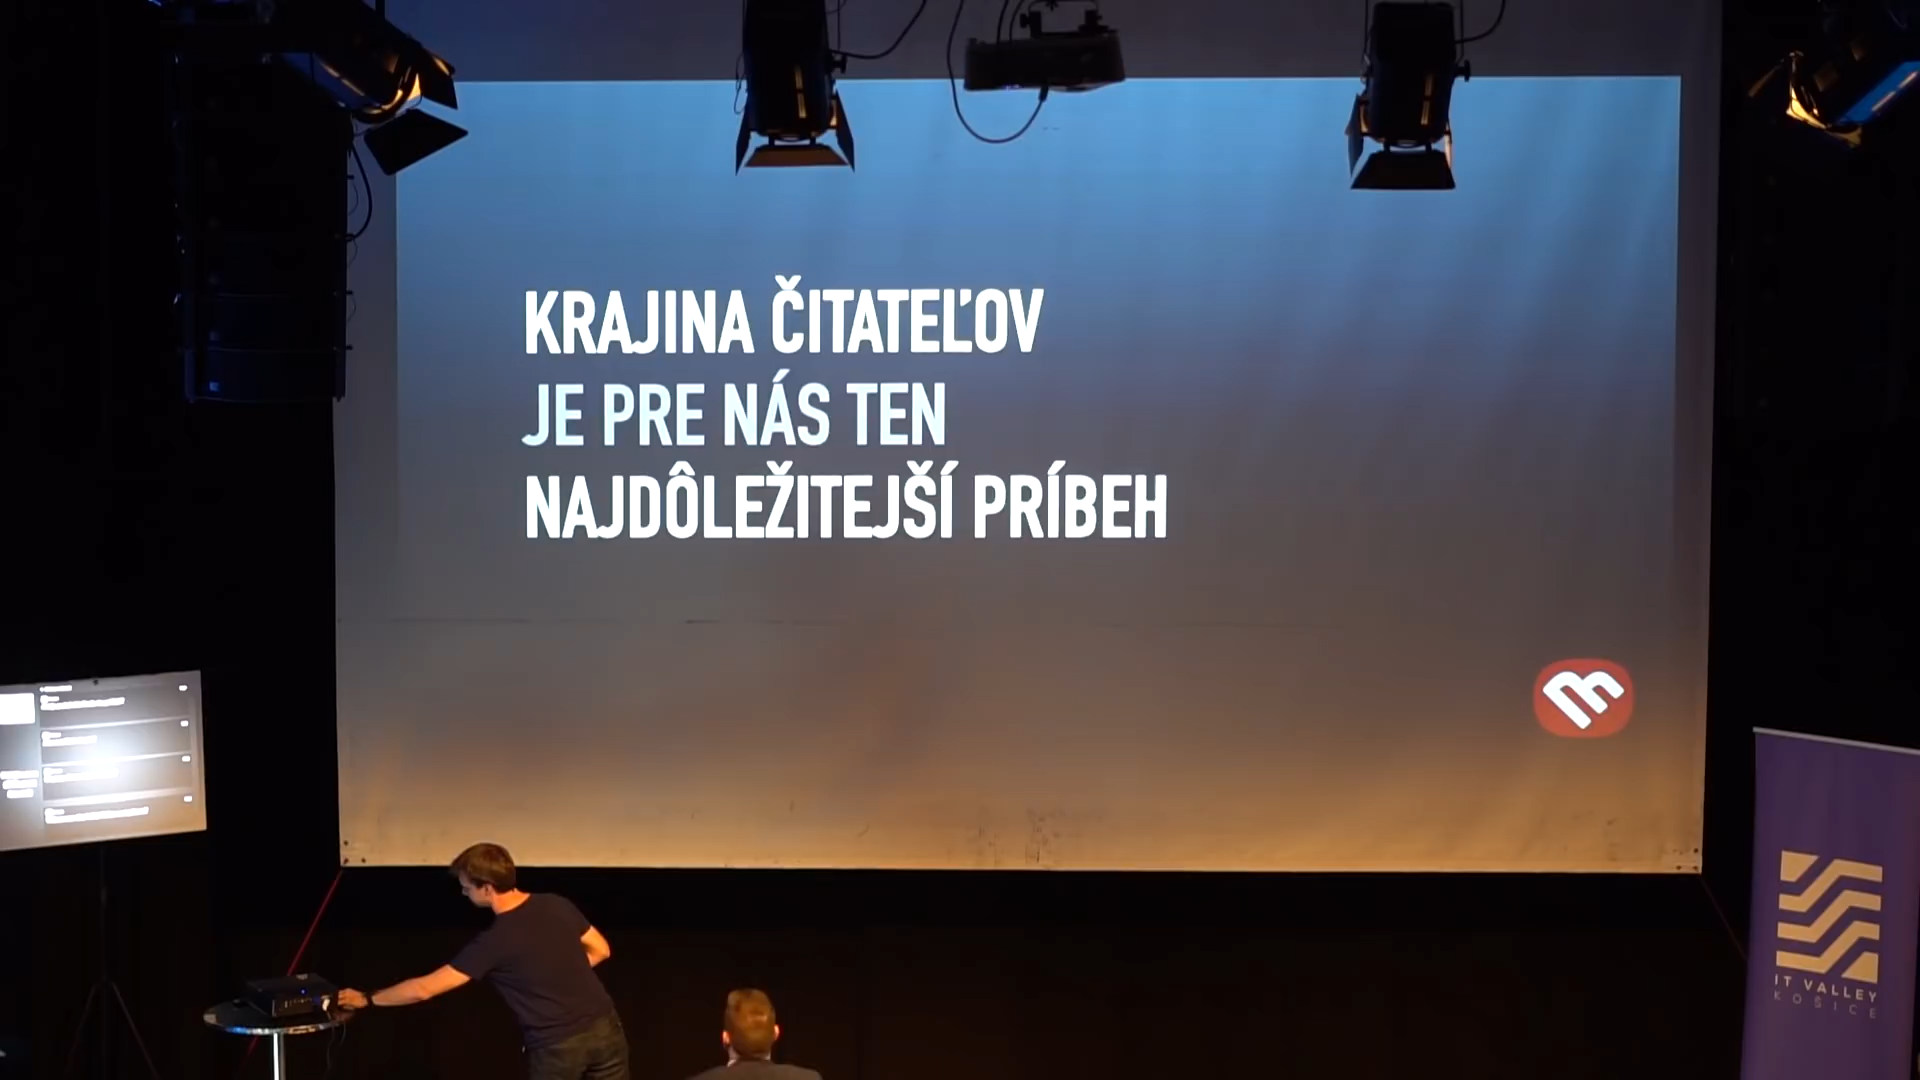 KRAJINA ČITATEĽOV
JE PRE NÁS TEN
NAJDÔLEŽITEJŠÍ PRÍBEH
IT VALLEY
KOŠICE